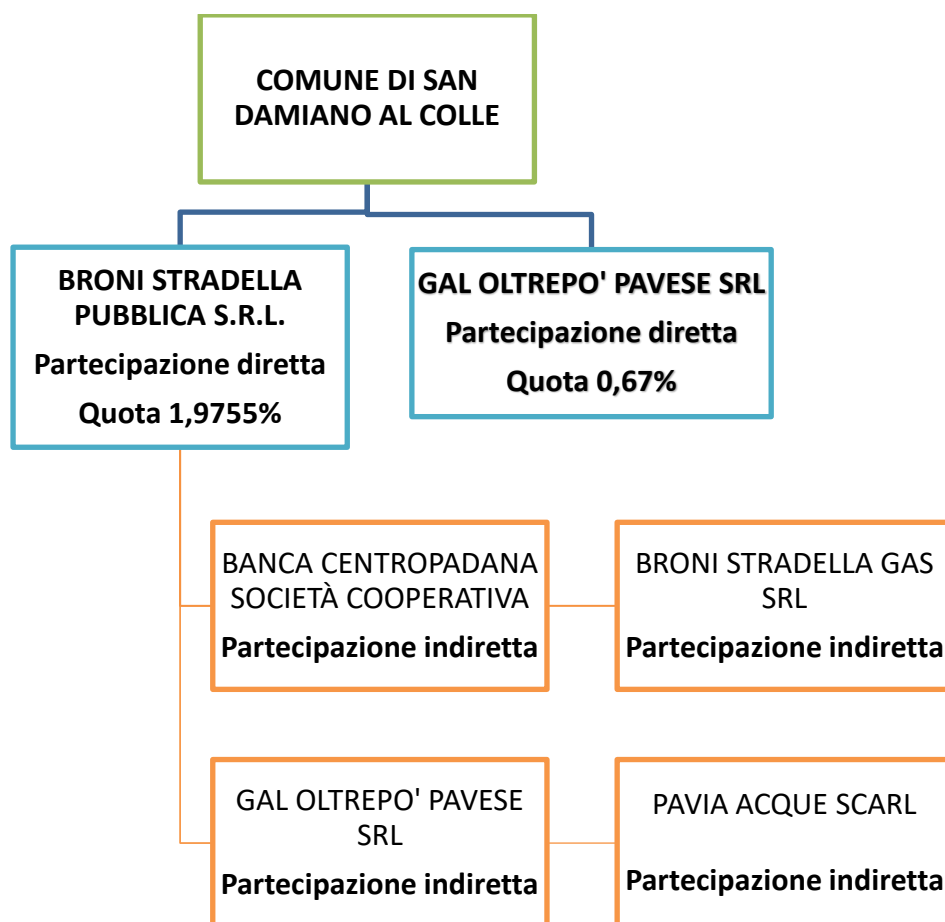 COMUNE DI SAN
DAMIANO AL COLLE
BRONI STRADELLA
PUBBLICA S.R.L.
Partecipazione diretta
Quota 1,9755%
GAL OLTREPO' PAVESE SRL
Partecipazione diretta
Quota 0,67%
BANCA CENTROPADANA
SOCIETÀ COOPERATIVA
Partecipazione indiretta
BRONI STRADELLA GAS
SRL
Partecipazione indiretta
GAL OLTREPO' PAVESE
SRL
Partecipazione indiretta
PAVIA ACQUE SCARL
Partecipazione indiretta